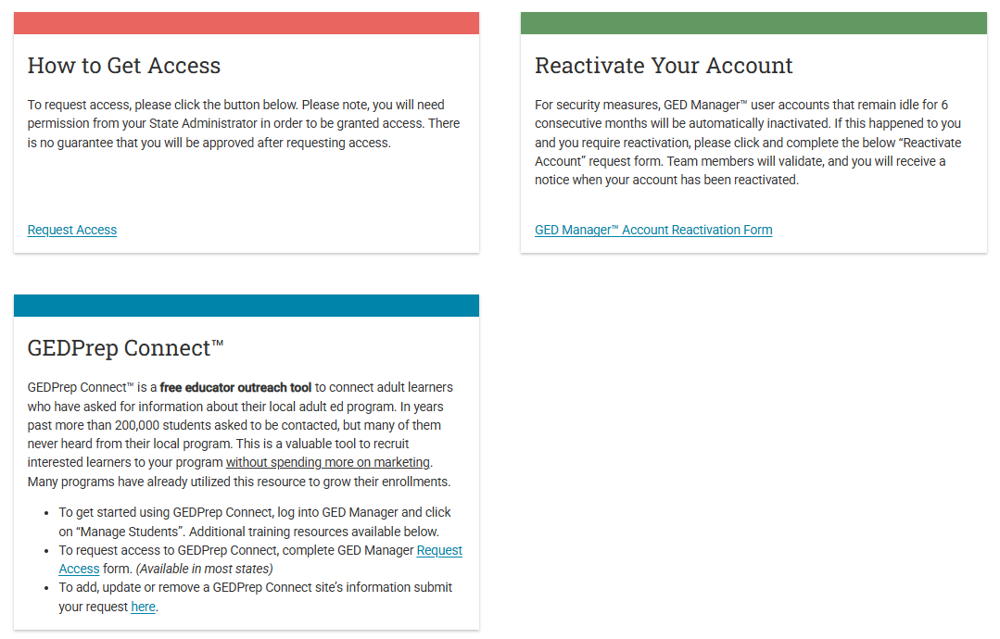 How to Get Access
To request access, please click the button below. Please note, you will need
permission from your State Administrator in order to be granted access. There
is no guarantee that you will be approved after requesting access.
Request Access
Reactivate Your Account
For security measures, GED Manager™ user accounts that remain idle for 6
consecutive months will be automatically inactivated. If this happened to you
and you require reactivation, please click and complete the below “Reactivate
Account” request form. Team members will validate, and you will receive a
notice when your account has been reactivated.
GED Manager™ Account Reactivation Form
GEDPrep Connect™
GEDPrep Connect™ is a free educator outreach tool to connect adult learners
who have asked for information about their local adult ed program. In years
past more than 200,000 students asked to be contacted, but many of them
never heard from their local program. This is a valuable tool to recruit
interested learners to your program without spending more on marketing.
Many programs have already utilized this resource to grow their enrollments.
• To get started using GEDPrep Connect, log into GED Manager and click
on “Manage Students”. Additional training resources available below.
• To request access to GEDPrep Connect, complete GED Manager Request
Access form. (Available in most states)
• To add, update or remove a GEDPrep Connect site’s information submit
your request here.